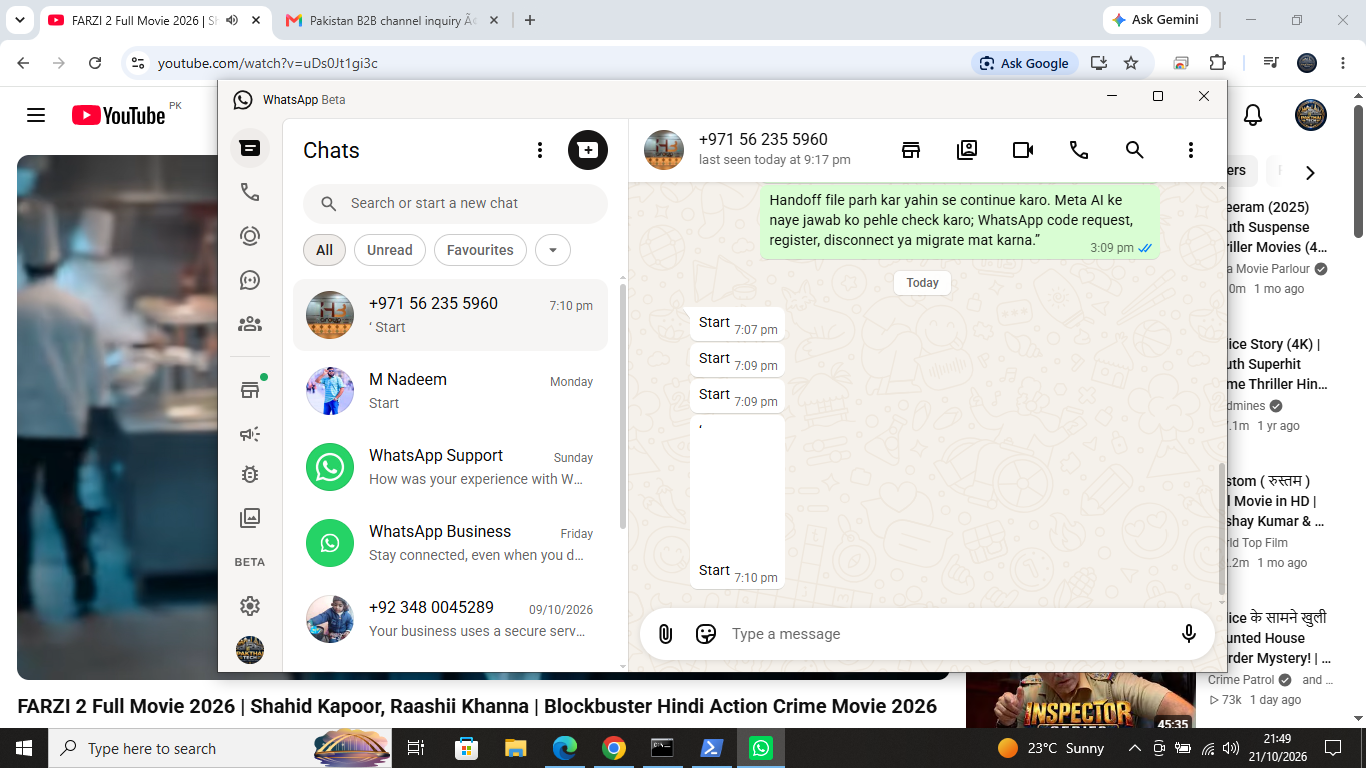 FARZI 2 Full Movie 2026 | Sh
Pakistan B2B channel inquiry Ã¢
Ask Gemini
youtube.com/watch?v=uDs0Jt1gi3c
Ask Google
YouTube
PK
WhatsApp Beta
Chats
Search or start a new chat
All
Unread
Favourites
+971 56 235 5960
7:10 pm
‘ Start
M Nadeem
Monday
Start
WhatsApp Support
Sunday
How was your experience with W...
WhatsApp Business
Friday
Stay connected, even when you d...
+92 348 0045289
09/10/2026
Your business uses a secure serv...
BETA
+971 56 235 5960
last seen today at 9:17 pm
Handoff file parh kar yahin se continue karo. Meta AI ke
naye jawab ko pehle check karo; WhatsApp code request,
register, disconnect ya migrate mat karna.”
3:09 pm
Today
Start 7:07 pm
Start 7:09 pm
Start 7:09 pm
‘
Start 7:10 pm
Type a message
ers
eeram (2025)
uth Suspense
riller Movies (4...
a Movie Parlour
0m 1 mo ago
ice Story (4K) |
uth Superhit
me Thriller Hin...
dmines
.1m 1 yr ago
stom ( रुस्तम )
ll Movie in HD |
shay Kumar & ...
rld Top Film
.2m 1 mo ago
ice के सामने खुली
unted House
rder Mystery! | ...
Crime Patrol and ...
73k 1 day ago
INSPECTOR
45:35
FARZI 2 Full Movie 2026 | Shahid Kapoor, Raashii Khanna | Blockbuster Hindi Action Crime Movie 2026
Type here to search
23°C Sunny
21:49
21/10/2026